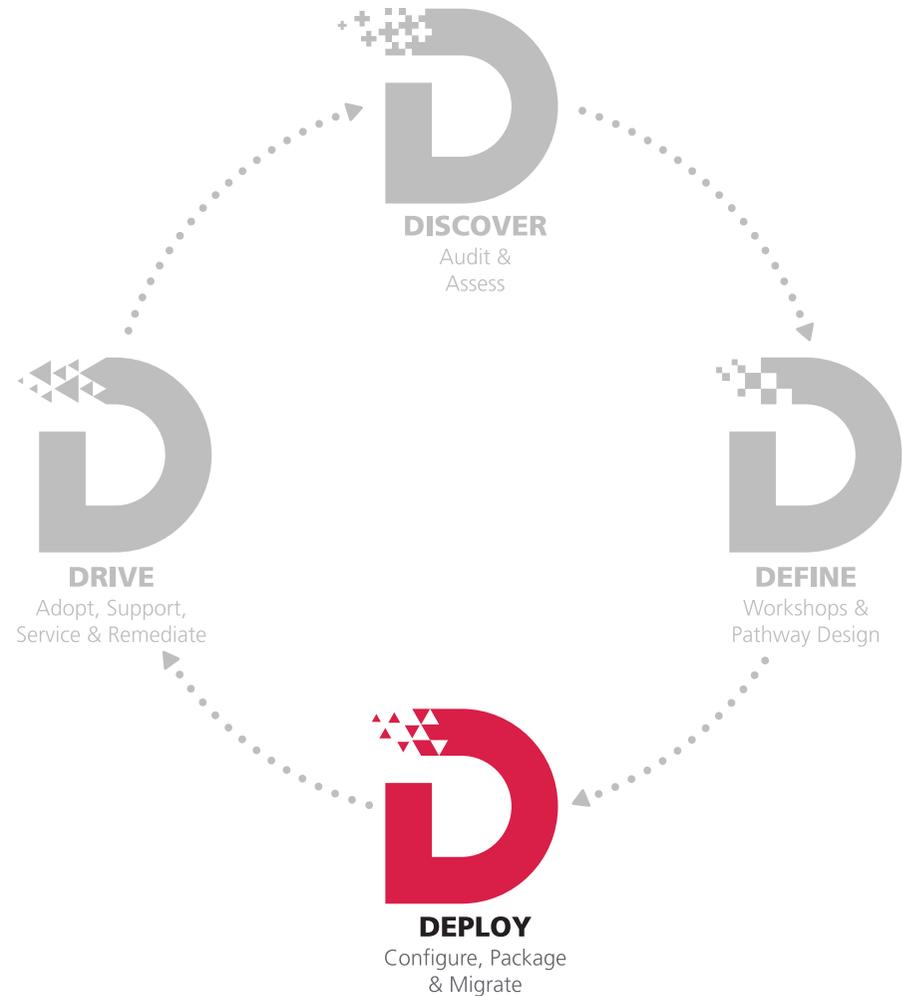 DISCOVER
Audit &
Assess
DRIVE
Adopt, Support,
Service & Remediate
DEFINE
Workshops &
Pathway Design
DEPLOY
Configure, Package
& Migrate